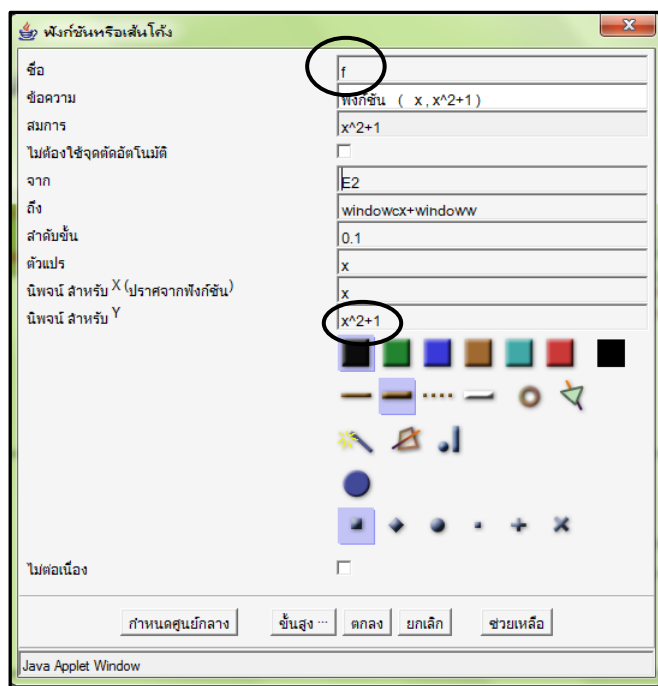 ฟังก์ชันหรือเส้นโค้ง
ชื่อ f
ข้อความ ฟังก์ชัน ( x , x^2+1 )
สมการ x^2+1
ไม่ต้องใช้จุดตัดอัตโนมัติ
จาก E2
ถึง windowcx+windoww
ลำดับขั้น 0.1
ตัวแปร x
นิพจน์ สำหรับ X (ปราศจากฟังก์ชัน) x
นิพจน์ สำหรับ Y x^2+1
ไม่ต่อเนื่อง
กำหนดศูนย์กลาง ขั้นสูง ... ตกลง ยกเลิก ช่วยเหลือ
Java Applet Window